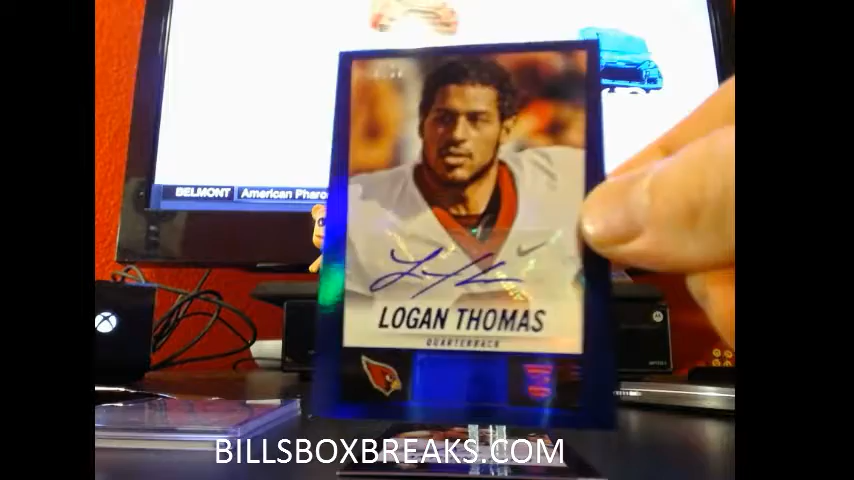 BELMONT American Pharo
LOGAN THOMAS
QUARTERBACK
BILLSBOXBREAKS.COM